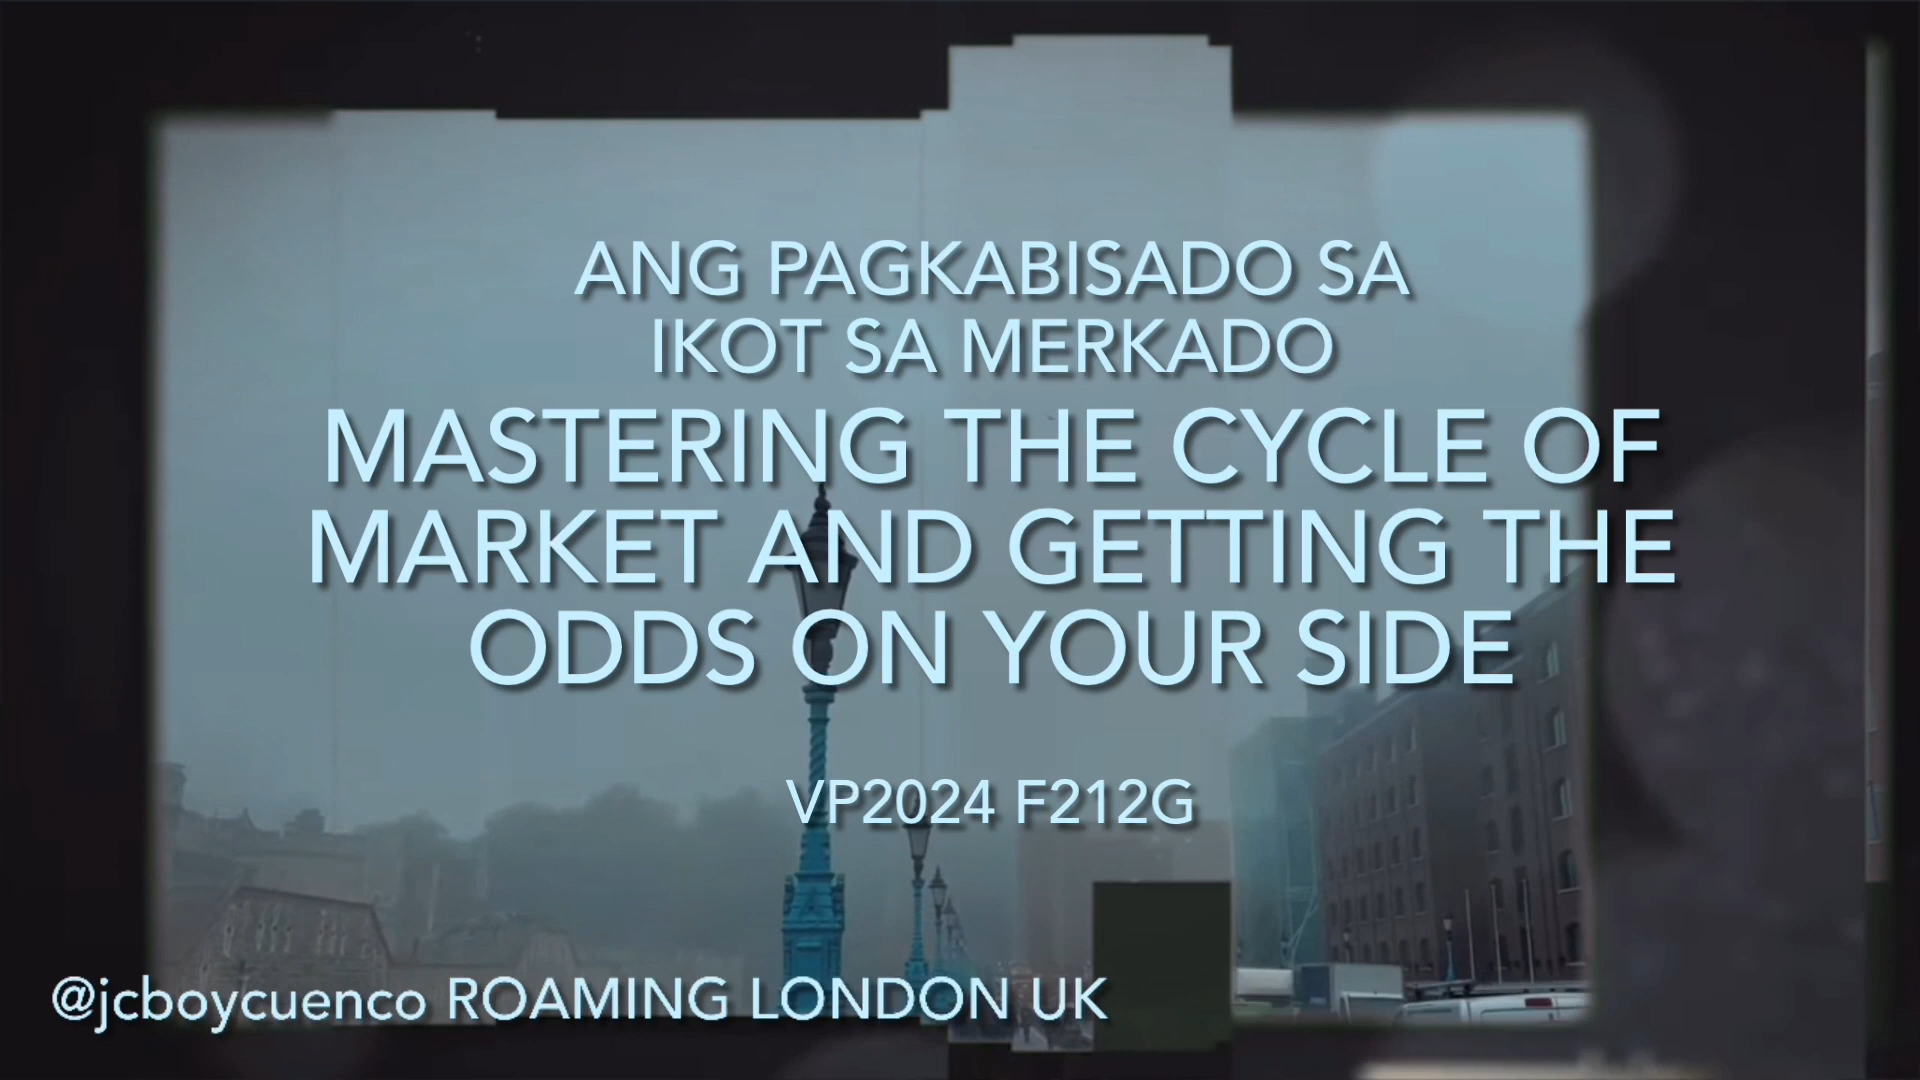 ANG PAGKABISADO SA
IKOT SA MERKADO
MASTERING THE CYCLE OF
MARKET AND GETTING THE
ODDS ON YOUR SIDE
VP2024 F212G
@jcboycuenco ROAMING LONDON UK